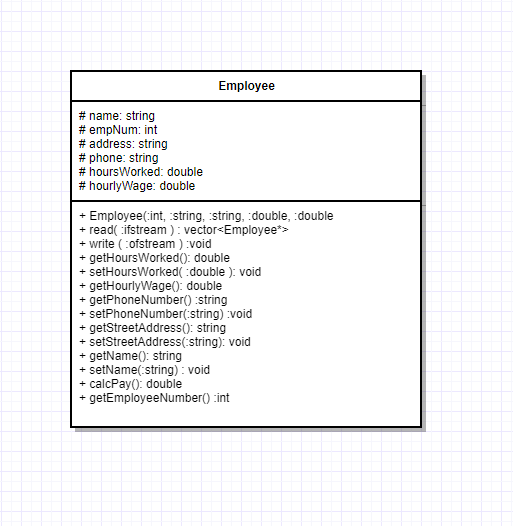 Employee
# name: string
# empNum: int
# address: string
# phone: string
# hoursWorked: double
# hourlyWage: double
+ Employee(:int, :string, :string, :double, :double
+ read( :ifstream ) : vector<Employee*>
+ write ( :ofstream ) :void
+ getHoursWorked(): double
+ setHoursWorked( :double ): void
+ getHourlyWage(): double
+ getPhoneNumber() :string
+ setPhoneNumber(:string) :void
+ getStreetAddress(): string
+ setStreetAddress(:string): void
+ getName(): string
+ setName(:string) : void
+ calcPay(): double
+ getEmployeeNumber() :int